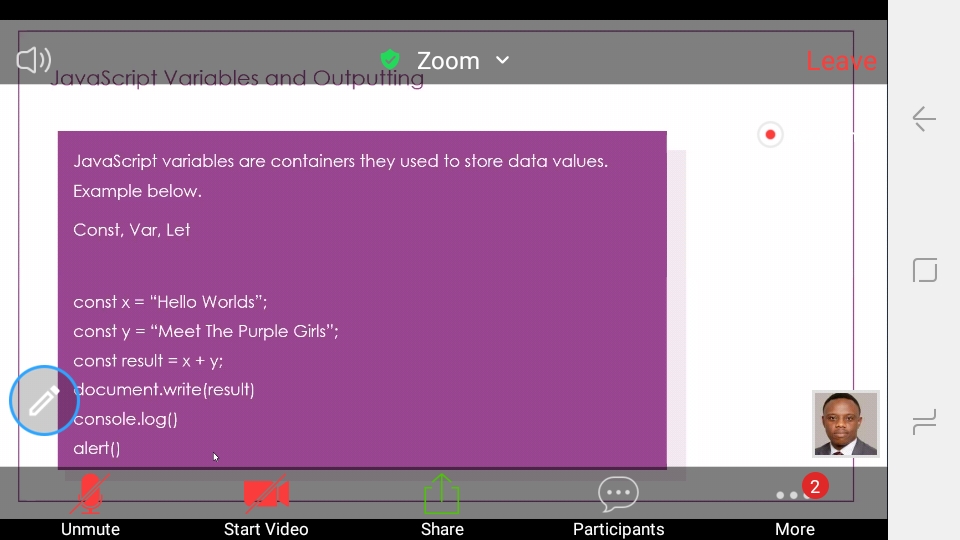 Zoom
Leave
JavaScript Variables and Outputting
JavaScript variables are containers they used to store data values.
Example below.
Const, Var, Let
const x = “Hello Worlds”;
const y = “Meet The Purple Girls”;
const result = x + y;
document.write(result)
console.log()
alert()
2
Unmute
Start Video
Share
Participants
More